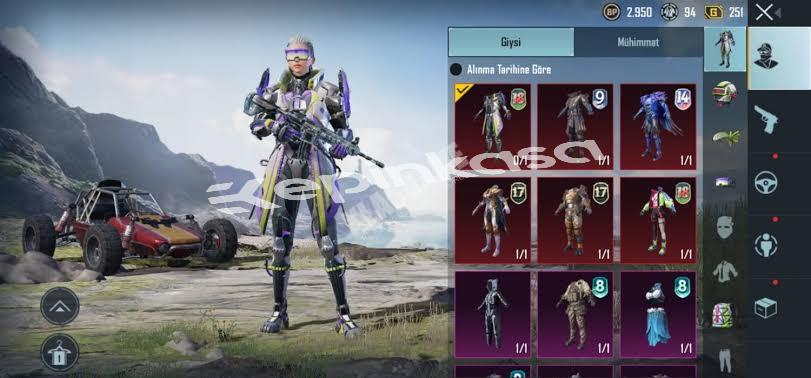 BP 2.950 94 G 251
Giysi Mühimmat
Alınma Tarihine Göre
18 9 14
0/1 1/1 1/1
epinkasa
17 17 18
1/1 1/1 1/1
8 8
1/1 1/1 1/1